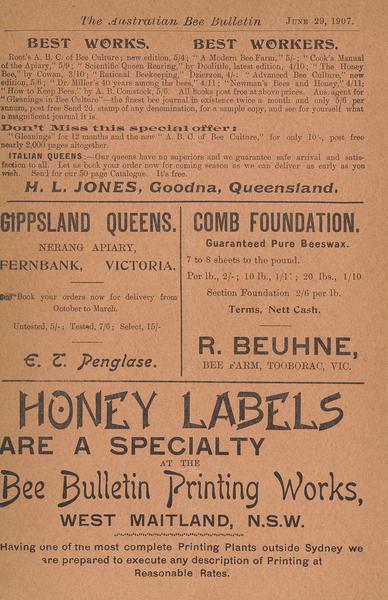 The Australian Bee Bulletin JUNE 29, 1907.
BEST WORKS. BEST WORKERS.
Root's A. B. C. of Bee Culture; new edition, 5/4; "A Modern Bee Farm," 5/-; "Cook's Manual
of the Apiary," 5/9; "Scientific Queen Rearing," by Doolittle, latest edition, 4/10; "The Honey
Bee," by Cowan, 3/10; "Rational Beekeeping," Dzierzon, 4/-; "Advanced Bee Culture," new
edition, 5/6; "Dr. Miller's 40 years among the bees," 4/11; "Newman's Bees and Honey," 4/11;
"How to Keep Bees," by A. B. Comstock, 5/6. All books post free at above prices. Aus. agent for
"Gleanings in Bee Culture"—the finest bee journal in existence twice a month and only 5/6 per
annum, post free Send 2d. stamp of any denomination, for a sample copy, and see for yourself what
a magnificent journal it is.
Don't Miss this special offer:
"Gleanings" for 12 months and the new "A. B. C. of Bee Culture," for only 10/-, post free
nearly 2,000 pages altogether.
ITALIAN QUEENS:—Our queens have no superiors and we guarantee safe arrival and satis-
faction to all. Let us book your order now for coming season as we can deliver as early as you
wish. Send for our 50 page Catalogue. It's free.
H. L. JONES, Goodna, Queensland.
GIPPSLAND QUEENS.
NERANG APIARY,
FERNBANK, VICTORIA.
Book your orders now for delivery from
October to March.
Untested, 5/-; Tested, 7/6; Select, 15/-
E. T. Penglase.
COMB FOUNDATION.
Guaranteed Pure Beeswax.
7 to 8 sheets to the pound.
Per lb., 2/-; 10 lb., 20 lbs., 1/10
Section Foundation 2/6 per lb.
Terms, Nett Cash.
R. BEUHNE,
BEE FARM, TOOBORAC, VIC.
HONEY LABELS
ARE A SPECIALTY
AT THE
Bee Bulletin Printing Works,
WEST MAITLAND, N.S.W.
Having one of the most complete Printing Plants outside Sydney we
are prepared to execute any description of Printing at
Reasonable Rates.